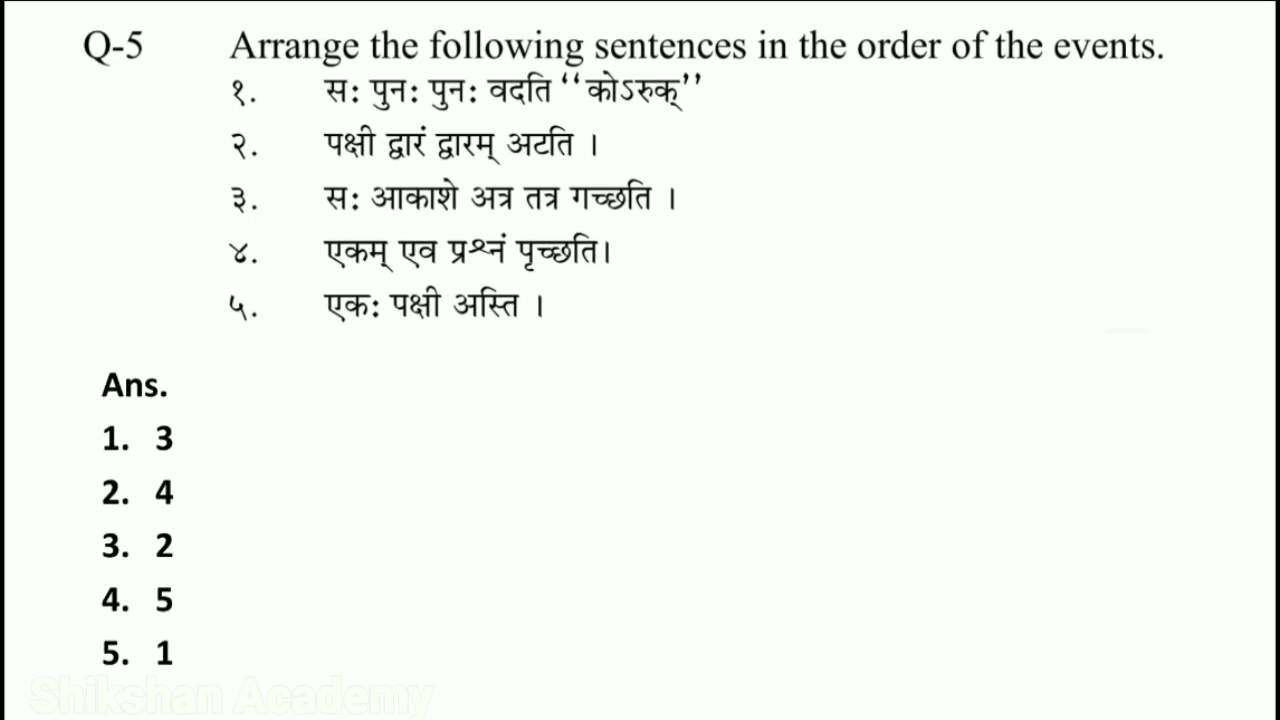 Q-5 Arrange the following sentences in the order of the events.
१. सः पुनः पुनः वदति “कोऽरुक्”
२. पक्षी द्वारं द्वारम् अटति ।
३. सः आकाशे अत्र तत्र गच्छति ।
४. एकम् एव प्रश्नं पृच्छति।
५. एकः पक्षी अस्ति ।
Ans.
1. 3
2. 4
3. 2
4. 5
5. 1
Shikshan Academy